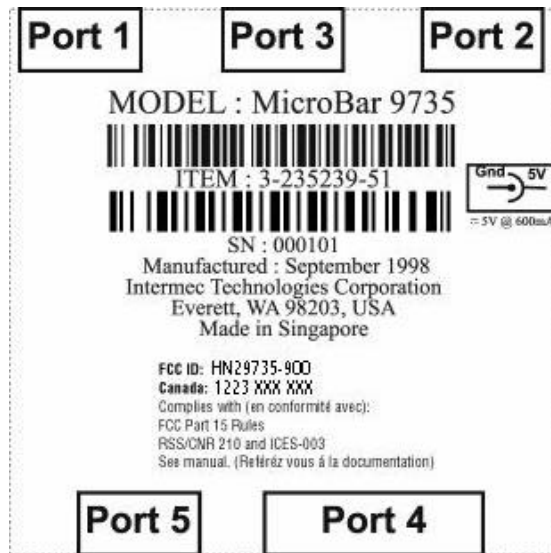 Port 1 Port 3 Port 2
MODEL : MicroBar 9735
ITEM : 3-235239-51
Gnd 5V
⎓ 5V @ 600mA
SN : 000101
Manufactured : September 1998
Intermec Technologies Corporation
Everett, WA 98203, USA
Made in Singapore
FCC ID: HN29735-900
Canada: 1223 XXX XXX
Complies with (en conformité avec):
FCC Part 15 Rules
RSS/CNR 210 and ICES-003
See manual. (Référéz vous á la documentation)
Port 5 Port 4